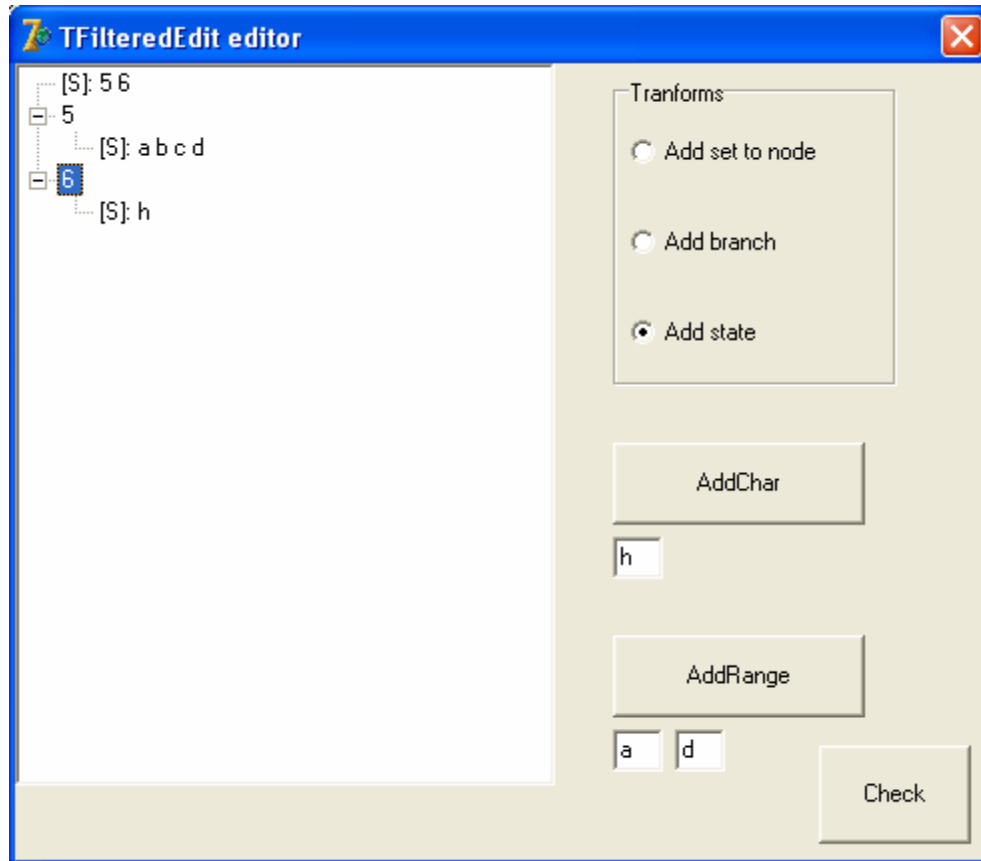 TFilteredEdit editor
[S]: 5 6
5
[S]: a b c d
6
[S]: h
Tranforms
Add set to node
Add branch
Add state
AddChar
h
AddRange
a d
Check